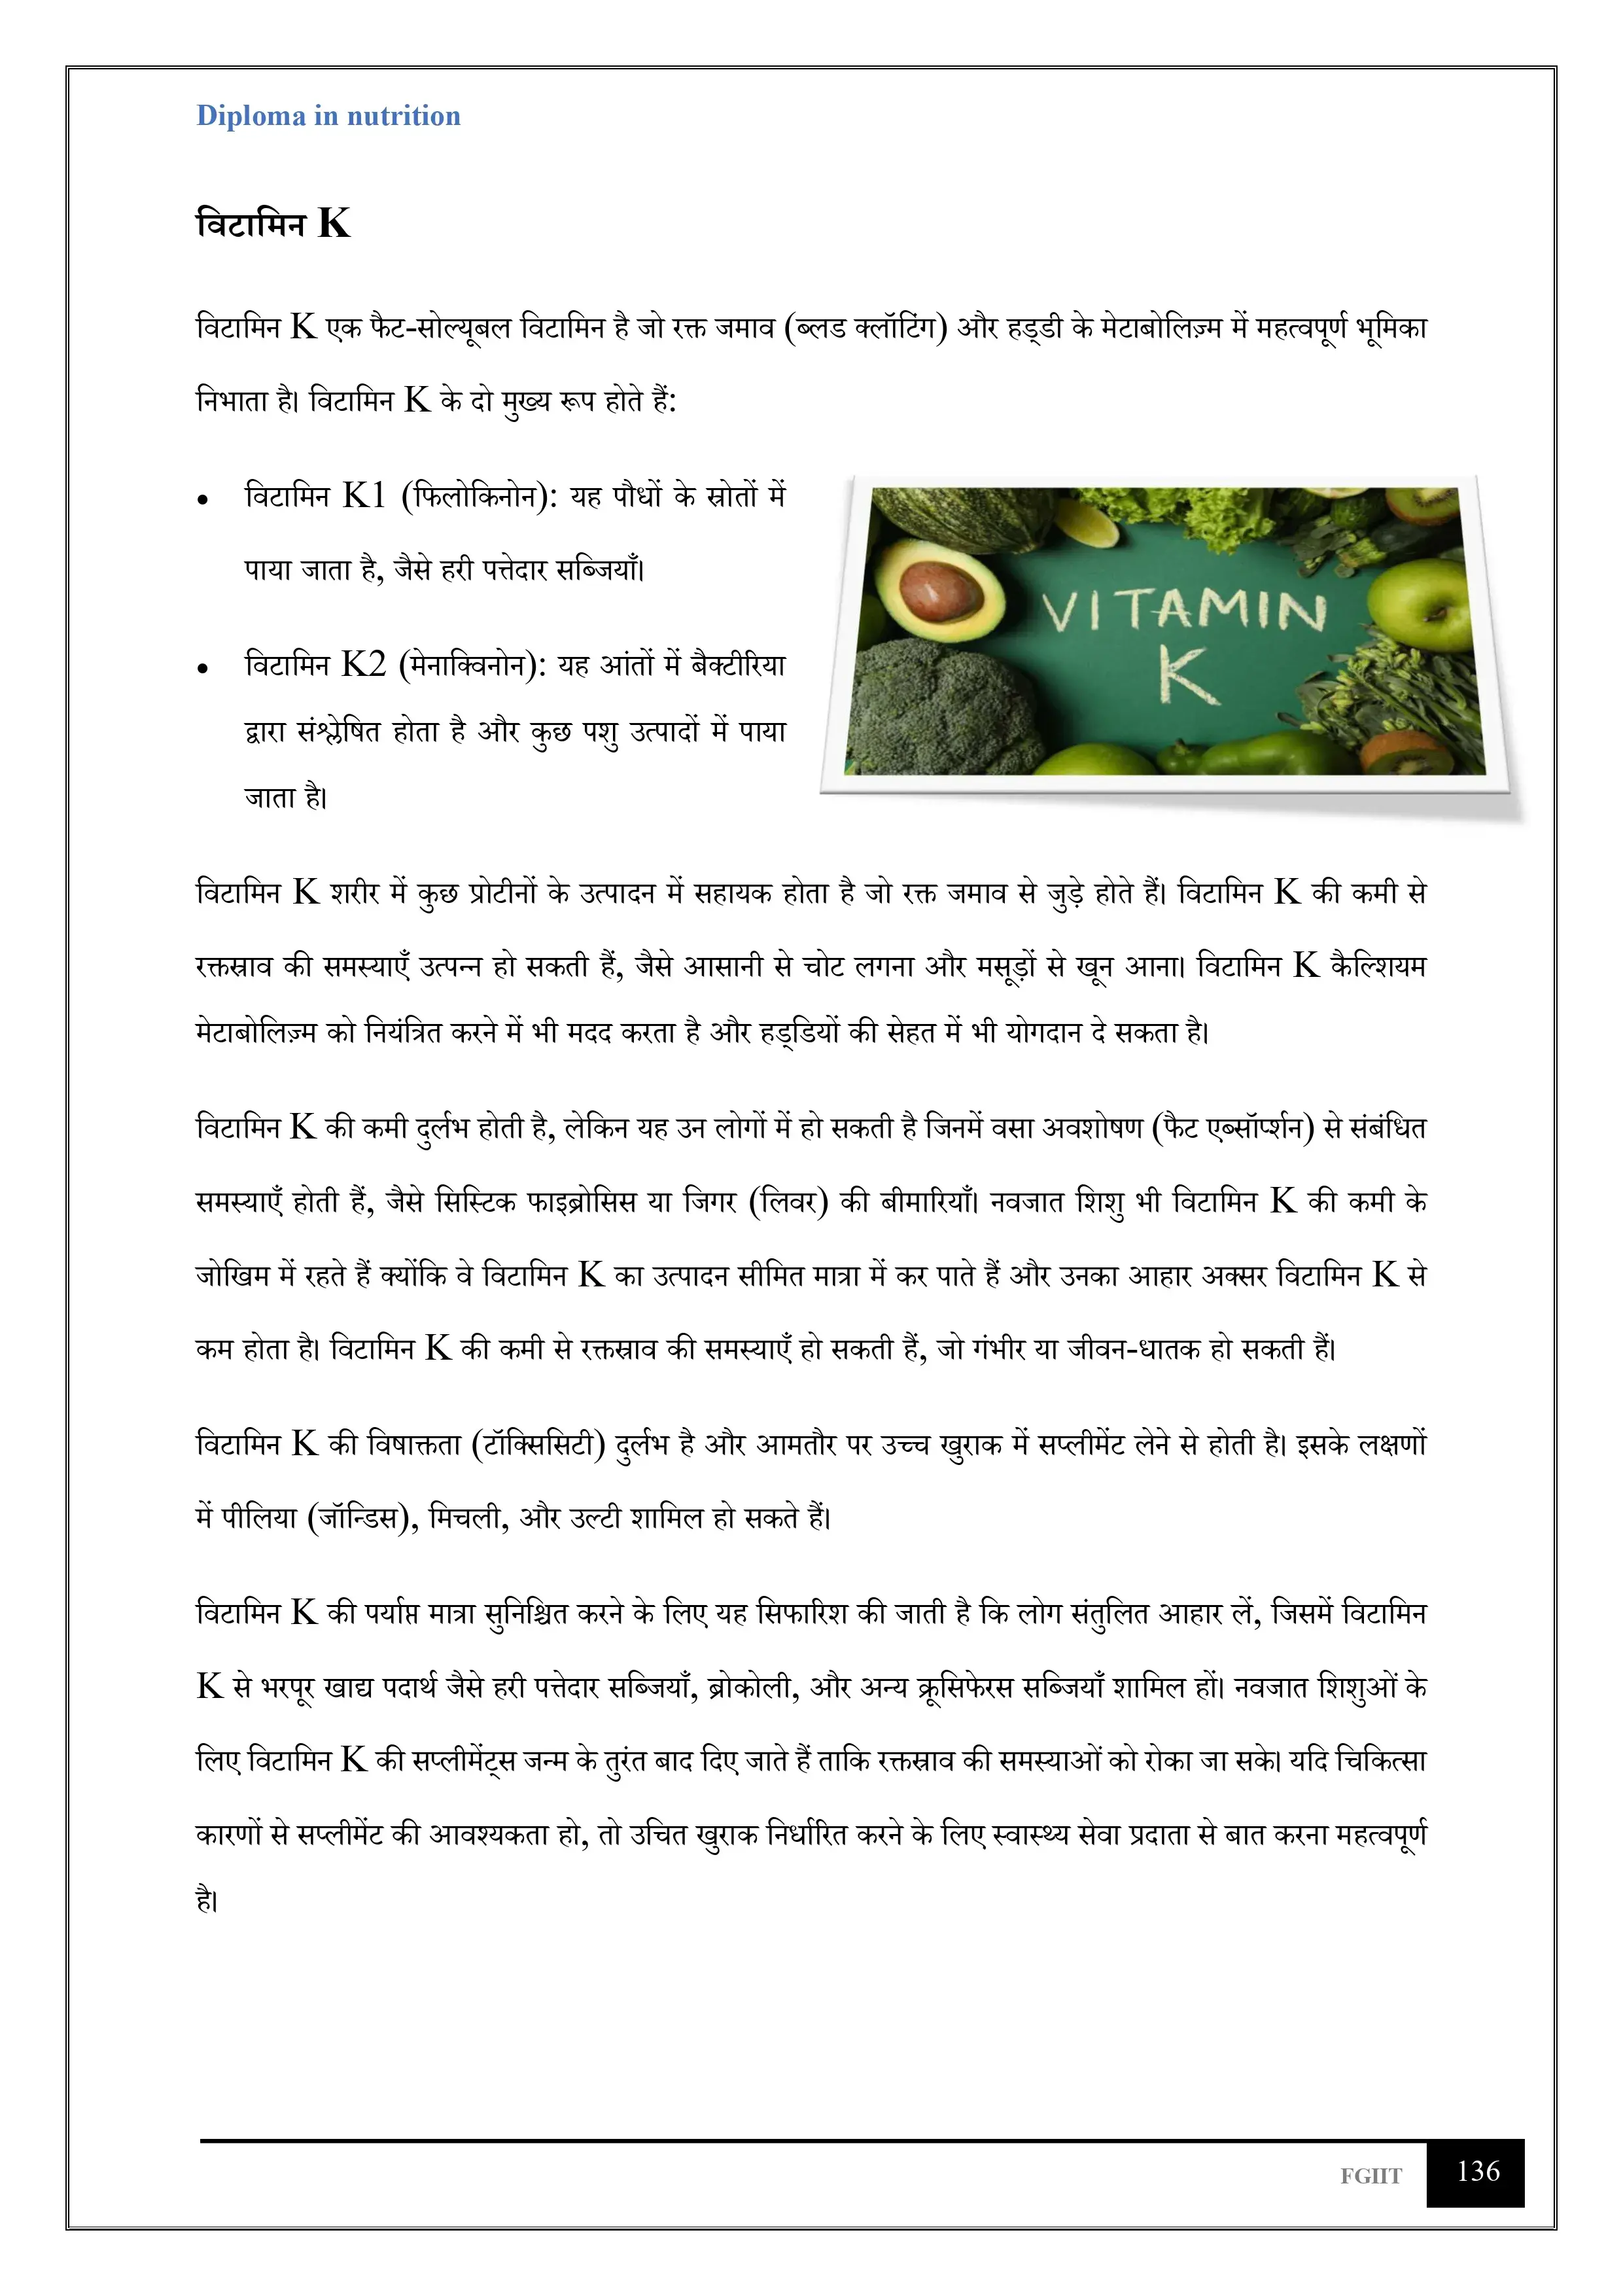 Diploma in nutrition
विटामिन K
विटामिन K एक फैट-सोल्यूबल विटामिन है जो रक्त जमाव (ब्लड क्लॉटिंग) और हड्डी के मेटाबोलिज़्म में महत्वपूर्ण भूमिका
निभाता है। विटामिन K के दो मुख्य रूप होते हैं:
• विटामिन K1 (फिलोकिनोन): यह पौधों के स्रोतों में
पाया जाता है, जैसे हरी पत्तेदार सब्जियाँ।
• विटामिन K2 (मेनाक्विनोन): यह आंतों में बैक्टीरिया
द्वारा संश्लेषित होता है और कुछ पशु उत्पादों में पाया
जाता है।
VITAMIN
K
विटामिन K शरीर में कुछ प्रोटीनों के उत्पादन में सहायक होता है जो रक्त जमाव से जुड़े होते हैं। विटामिन K की कमी से
रक्तस्राव की समस्याएँ उत्पन्न हो सकती हैं, जैसे आसानी से चोट लगना और मसूड़ों से खून आना। विटामिन K कैल्शियम
मेटाबोलिज़्म को नियंत्रित करने में भी मदद करता है और हड्डियों की सेहत में भी योगदान दे सकता है।
विटामिन K की कमी दुर्लभ होती है, लेकिन यह उन लोगों में हो सकती है जिनमें वसा अवशोषण (फैट एब्सॉर्प्शन) से संबंधित
समस्याएँ होती हैं, जैसे सिस्टिक फाइब्रोसिस या जिगर (लिवर) की बीमारियाँ। नवजात शिशु भी विटामिन K की कमी के
जोखिम में रहते हैं क्योंकि वे विटामिन K का उत्पादन सीमित मात्रा में कर पाते हैं और उनका आहार अक्सर विटामिन K से
कम होता है। विटामिन K की कमी से रक्तस्राव की समस्याएँ हो सकती हैं, जो गंभीर या जीवन-धातक हो सकती हैं।
विटामिन K की विषाक्तता (टॉक्सिसिटी) दुर्लभ है और आमतौर पर उच्च खुराक में सप्लीमेंट लेने से होती है। इसके लक्षणों
में पीलिया (जॉन्डिस), मिचली, और उल्टी शामिल हो सकते हैं।
विटामिन K की पर्याप्त मात्रा सुनिश्चित करने के लिए यह सिफारिश की जाती है कि लोग संतुलित आहार लें, जिसमें विटामिन
K से भरपूर खाद्य पदार्थ जैसे हरी पत्तेदार सब्जियाँ, ब्रोकोली, और अन्य क्रूसिफेरस सब्जियाँ शामिल हों। नवजात शिशुओं के
लिए विटामिन K की सप्लीमेंट्स जन्म के तुरंत बाद दिए जाते हैं ताकि रक्तस्राव की समस्याओं को रोका जा सके। यदि चिकित्सा
कारणों से सप्लीमेंट की आवश्यकता हो, तो उचित खुराक निर्धारित करने के लिए स्वास्थ्य सेवा प्रदाता से बात करना महत्वपूर्ण
है।
FGIIT 136